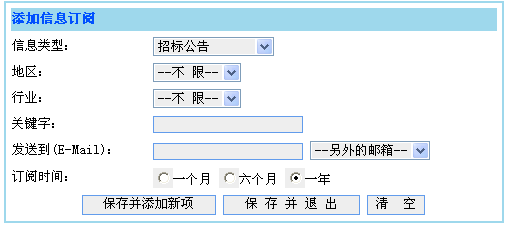 添加信息订阅
信息类型： 招标公告
地区： --不 限--
行业： --不 限--
关键字：
发送到(E-Mail)： --另外的邮箱--
订阅时间： 一个月 六个月 一年
保存并添加新项 保 存 并 退 出 清 空